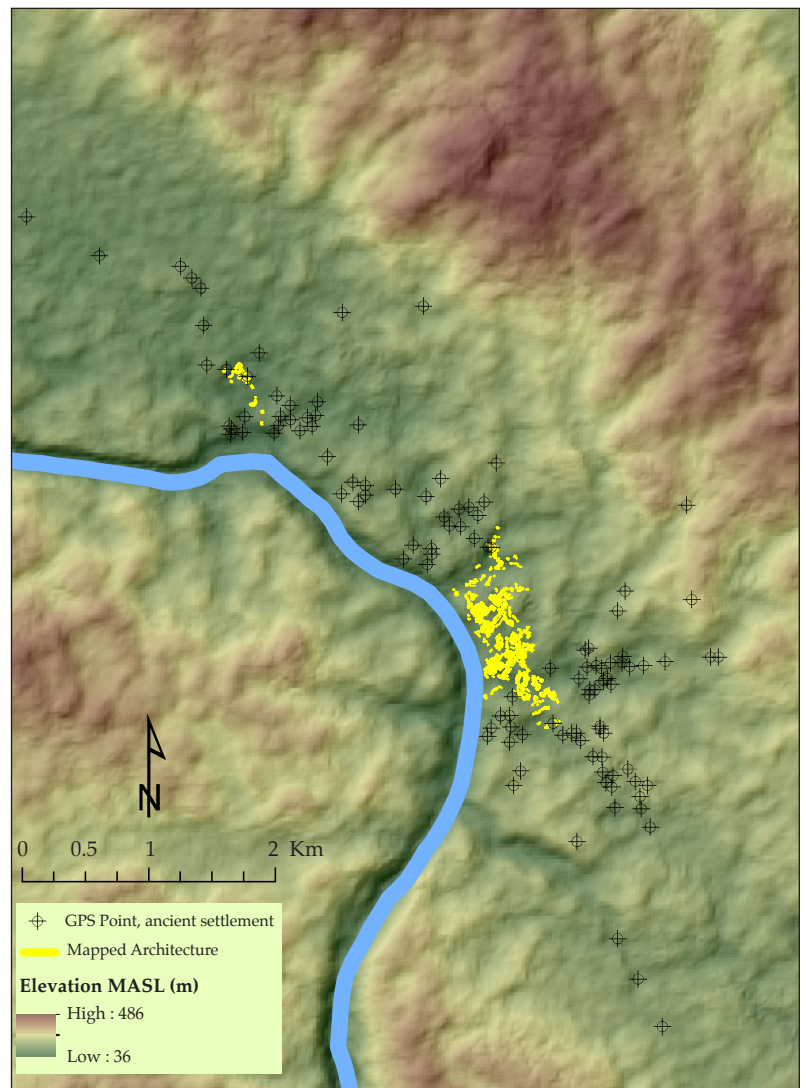 N
0 0.5 1 2 Km
GPS Point, ancient settlement
Mapped Architecture
Elevation MASL (m)
High : 486
Low : 36